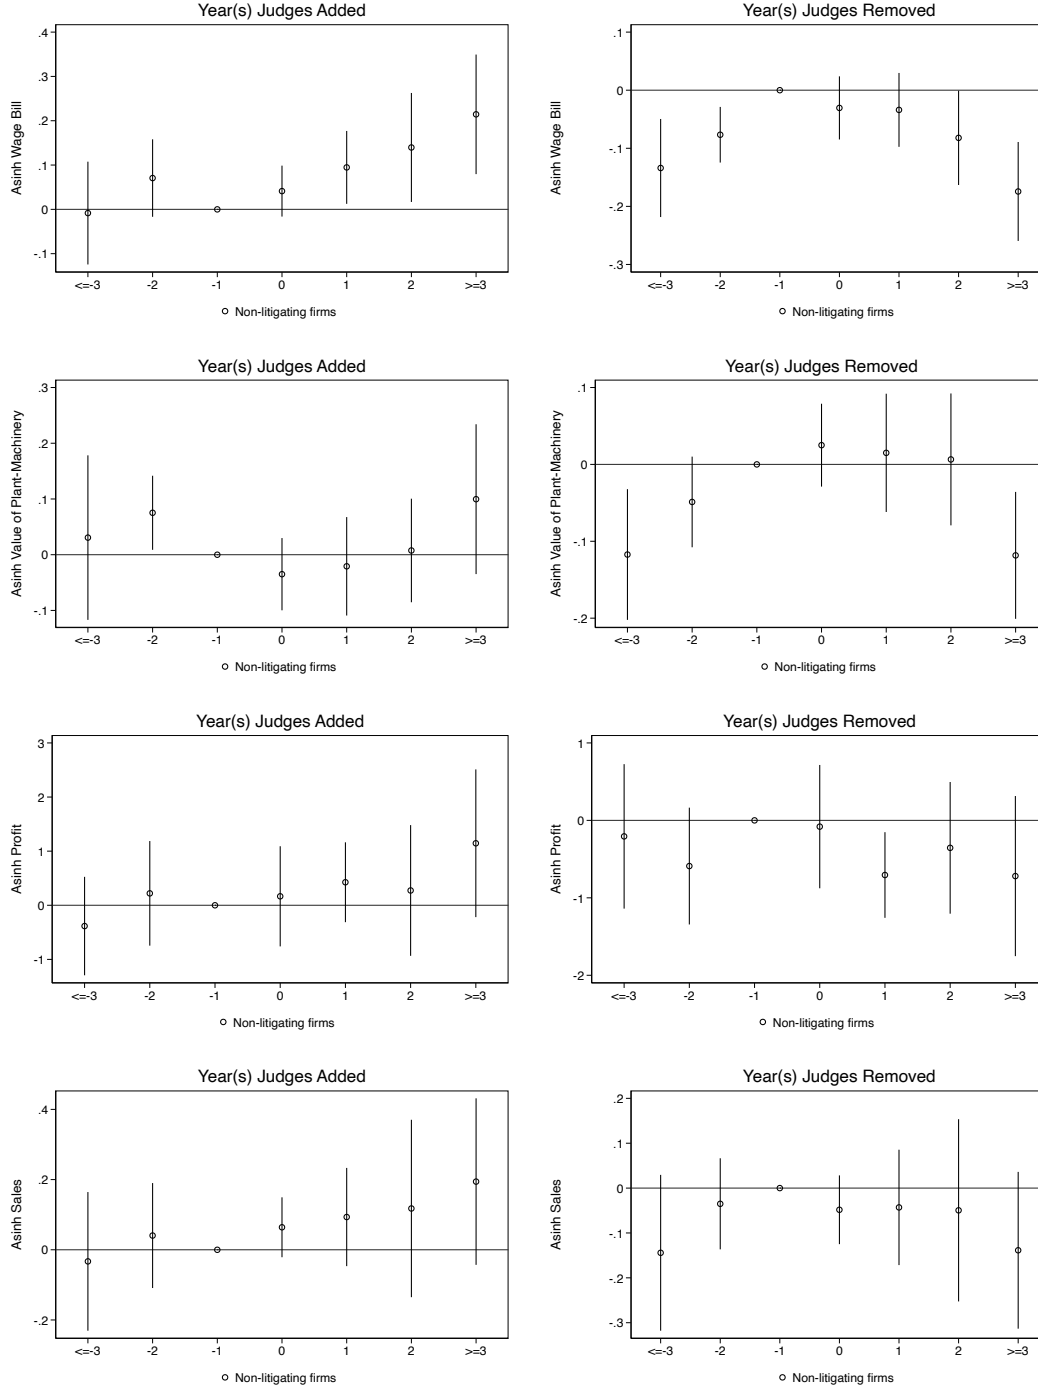 Year(s) Judges Added
Asinh Wage Bill
.4
.3
.2
.1
0
-.1
<=-3 -2 -1 0 1 2 >=3
Non-litigating firms
Year(s) Judges Removed
Asinh Wage Bill
.1
0
-.1
-.2
-.3
<=-3 -2 -1 0 1 2 >=3
Non-litigating firms
Year(s) Judges Added
Asinh Value of Plant-Machinery
.3
.2
.1
0
-.1
<=-3 -2 -1 0 1 2 >=3
Non-litigating firms
Year(s) Judges Removed
Asinh Value of Plant-Machinery
.1
0
-.1
-.2
<=-3 -2 -1 0 1 2 >=3
Non-litigating firms
Year(s) Judges Added
Asinh Profit
3
2
1
0
-1
<=-3 -2 -1 0 1 2 >=3
Non-litigating firms
Year(s) Judges Removed
Asinh Profit
1
0
-1
-2
<=-3 -2 -1 0 1 2 >=3
Non-litigating firms
Year(s) Judges Added
Asinh Sales
.4
.2
0
-.2
<=-3 -2 -1 0 1 2 >=3
Non-litigating firms
Year(s) Judges Removed
Asinh Sales
.2
.1
0
-.1
-.2
-.3
<=-3 -2 -1 0 1 2 >=3
Non-litigating firms